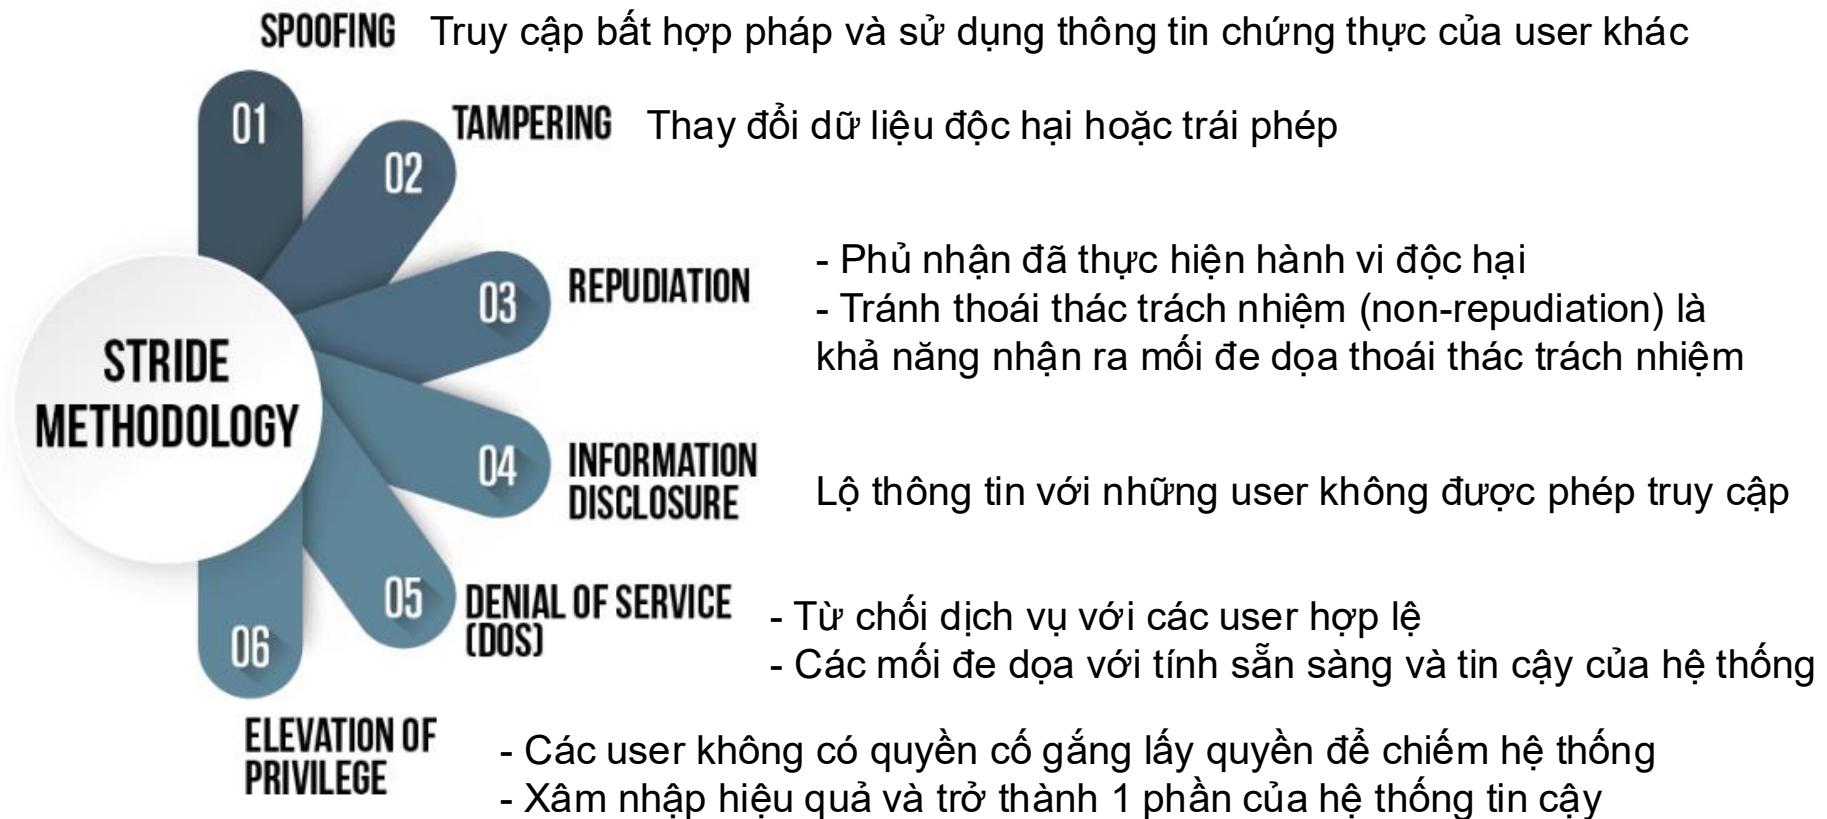 SPOOFING Truy cập bất hợp pháp và sử dụng thông tin chứng thực của user khác
01
TAMPERING Thay đổi dữ liệu độc hại hoặc trái phép
02
REPUDIATION
03
- Phủ nhận đã thực hiện hành vi độc hại
- Tránh thoái thác trách nhiệm (non-repudiation) là
khả năng nhận ra mối đe dọa thoái thác trách nhiệm
STRIDE
METHODOLOGY
04
INFORMATION
DISCLOSURE
Lộ thông tin với những user không được phép truy cập
05
DENIAL OF SERVICE
(DOS)
- Từ chối dịch vụ với các user hợp lệ
- Các mối đe dọa với tính sẵn sàng và tin cậy của hệ thống
06
ELEVATION OF
PRIVILEGE
- Các user không có quyền cố gắng lấy quyền để chiếm hệ thống
- Xâm nhập hiệu quả và trở thành 1 phần của hệ thống tin cậy